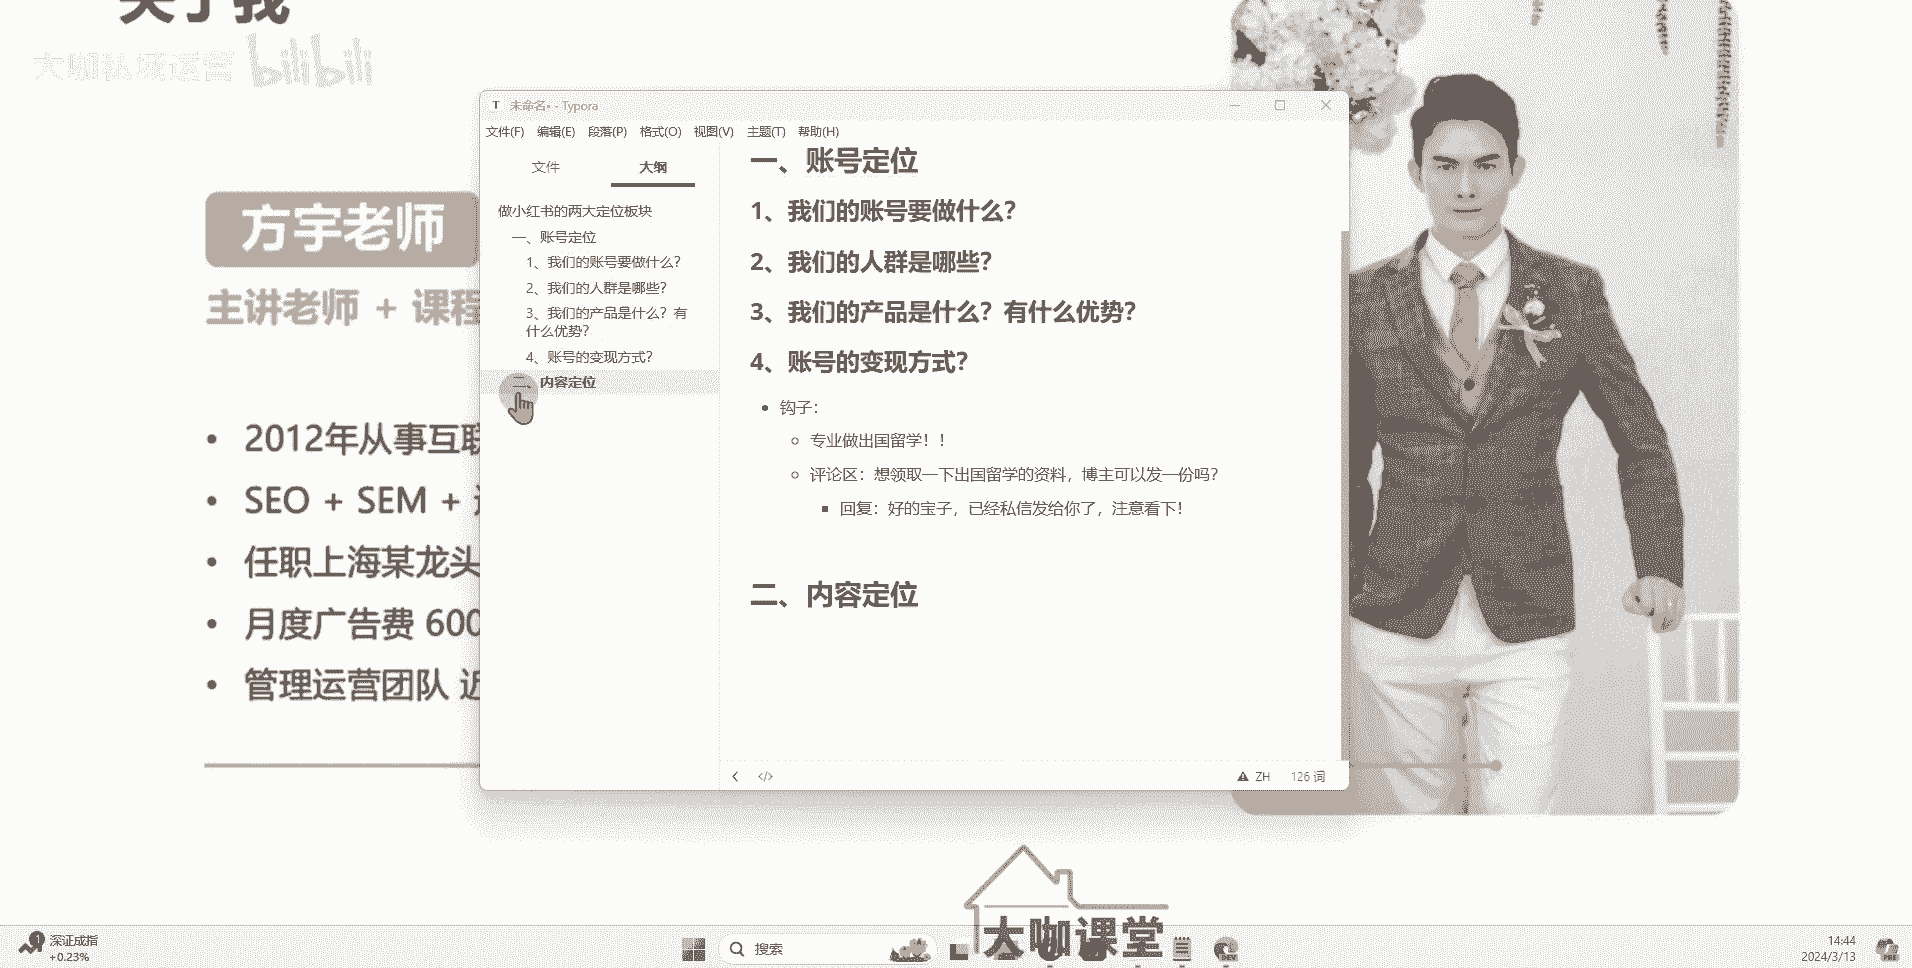 关于我
大咖私域运营 bilibili
方宇老师
主讲老师 + 课程
2012年从事互联
SEO + SEM +
任职上海某龙头
月度广告费 600
管理运营团队 近
未命名• - Typora
文件(F) 编辑(E) 段落(P) 格式(O) 视图(V) 主题(T) 帮助(H)
文件 大纲
做小红书的两大定位板块
一、账号定位
1、我们的账号要做什么？
2、我们的人群是哪些？
3、我们的产品是什么？有
什么优势？
4、账号的变现方式？
二、内容定位
一、账号定位
1、我们的账号要做什么？
2、我们的人群是哪些？
3、我们的产品是什么？有什么优势？
4、账号的变现方式？
钩子：
专业做出国留学！！
评论区：想领取一下出国留学的资料，博主可以发一份吗？
回复：好的宝子，已经私信发给你了，注意看下！
二、内容定位
ZH 126 词
大咖课堂
1
深证成指
+0.23%
搜索
DEV
14:44
2024/3/13
PRE